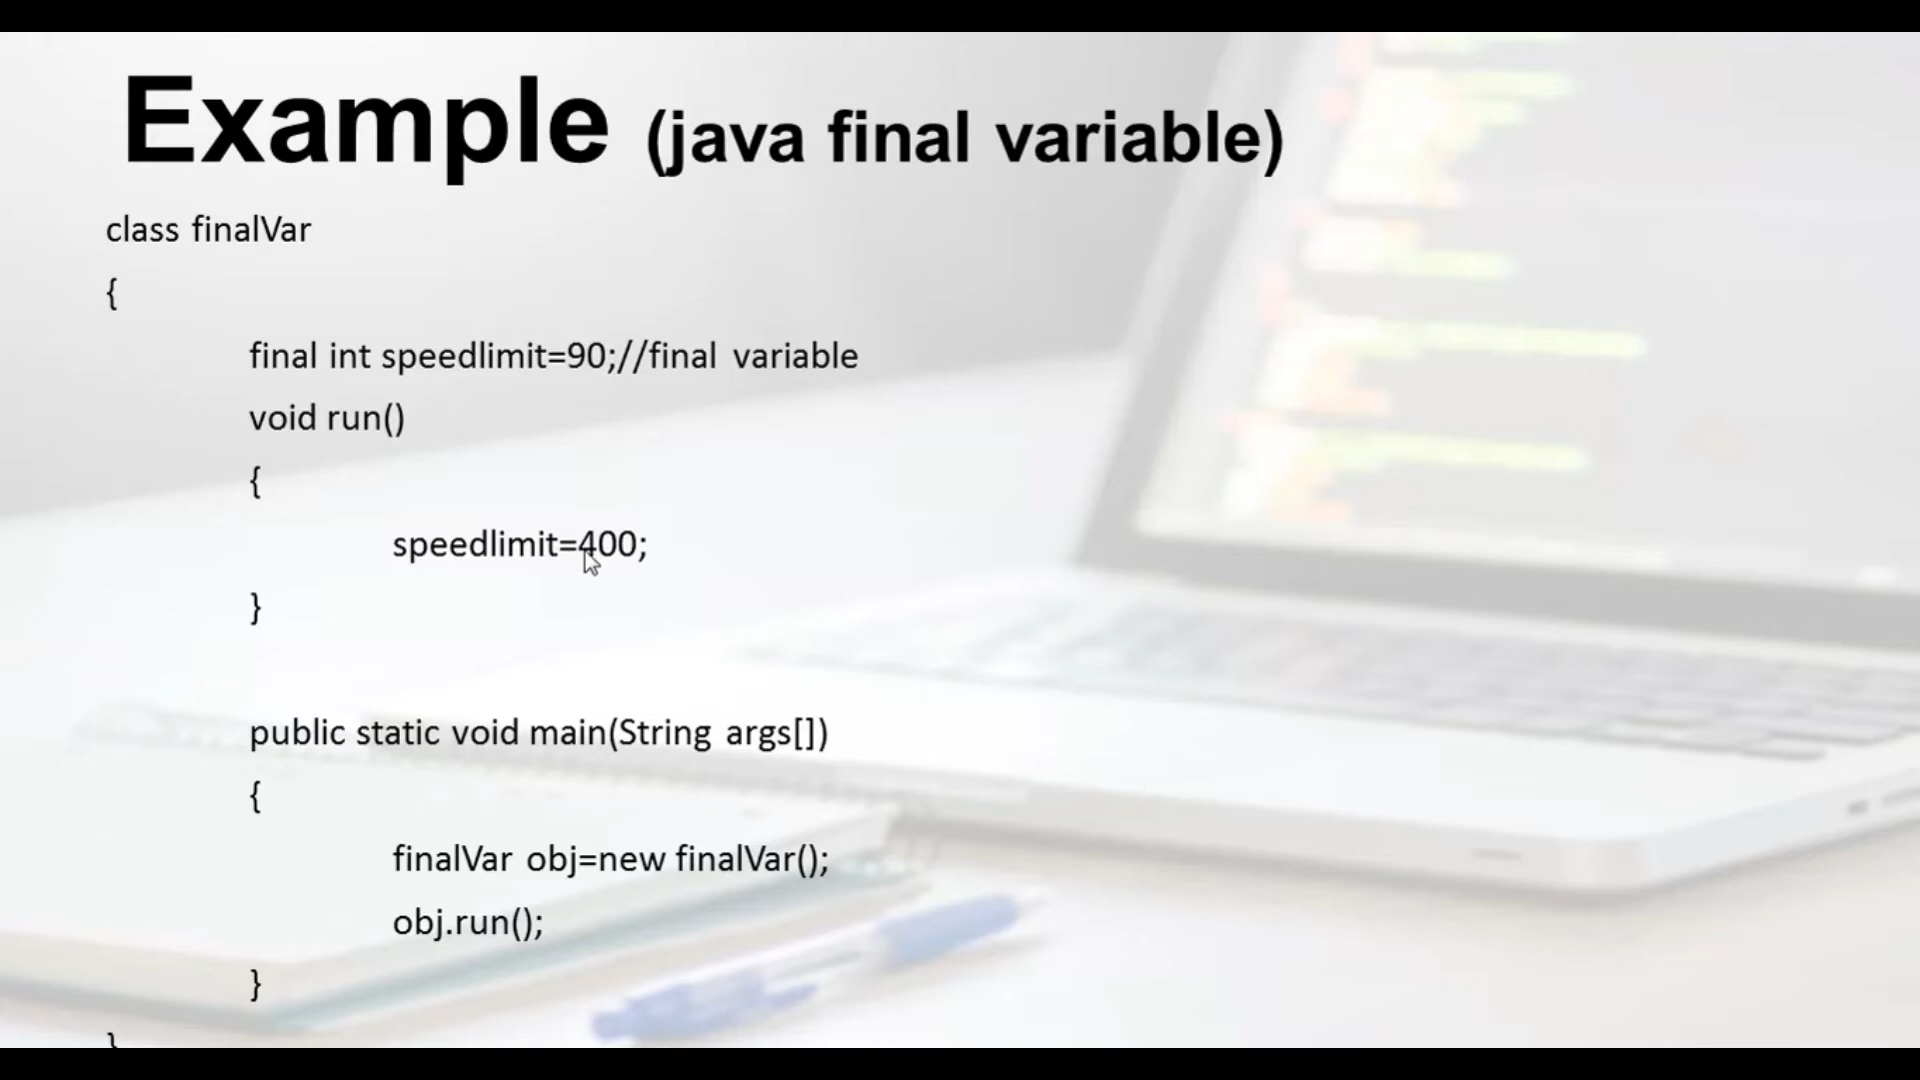 Example (java final variable)
class finalVar
{
final int speedlimit=90;//final variable
void run()
{
speedlimit=400;
}
public static void main(String args[])
{
finalVar obj=new finalVar();
obj.run();
}
}